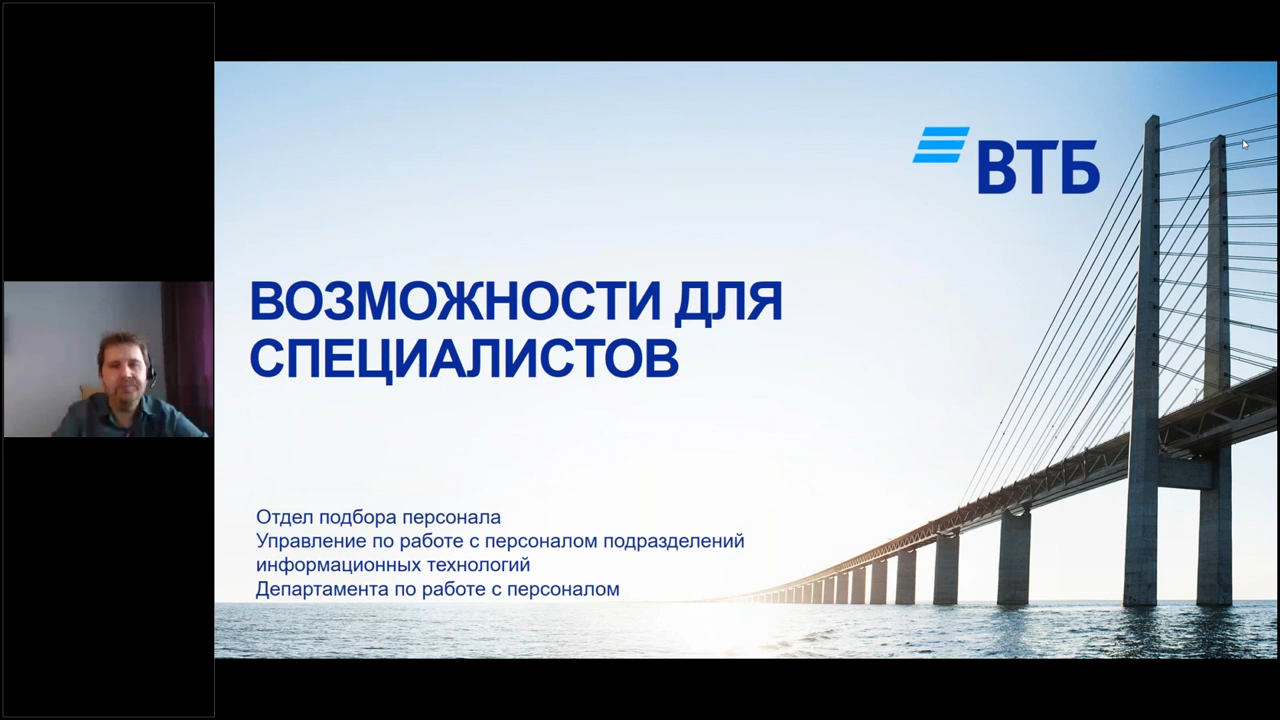 ВТБ
ВОЗМОЖНОСТИ ДЛЯ
СПЕЦИАЛИСТОВ
Отдел подбора персонала
Управление по работе с персоналом подразделений
информационных технологий
Департамента по работе с персоналом